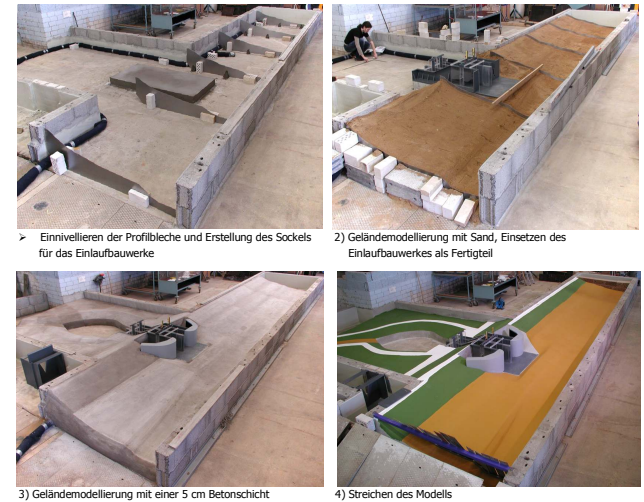 ➢ Einnivellieren der Profilbleche und Erstellung des Sockels
für das Einlaufbauwerke
2) Geländemodellierung mit Sand, Einsetzen des
Einlaufbauwerkes als Fertigteil
3) Geländemodellierung mit einer 5 cm Betonschicht
4) Streichen des Modells